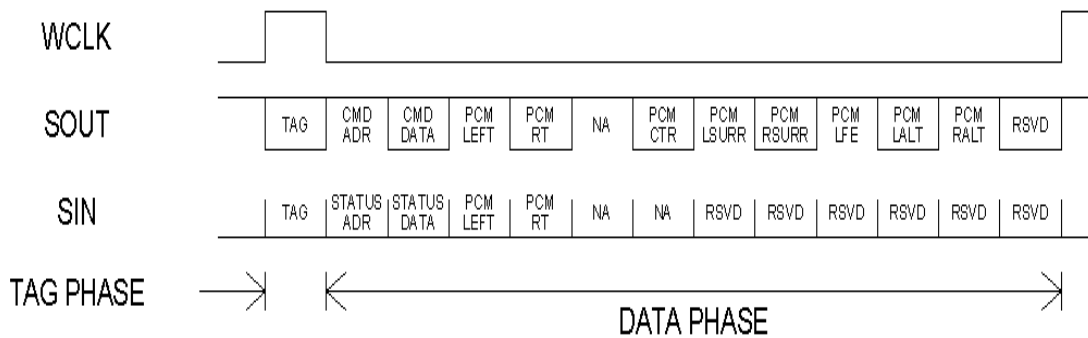 WCLK
SOUT
TAG
CMD
ADR
CMD
DATA
PCM
LEFT
PCM
RT
NA
PCM
CTR
PCM
LSURR
PCM
RSURR
PCM
LFE
PCM
LALT
PCM
RALT
RSVD
SIN
TAG
STATUS
ADR
STATUS
DATA
PCM
LEFT
PCM
RT
NA
NA
RSVD
RSVD
RSVD
RSVD
RSVD
RSVD
TAG PHASE
DATA PHASE